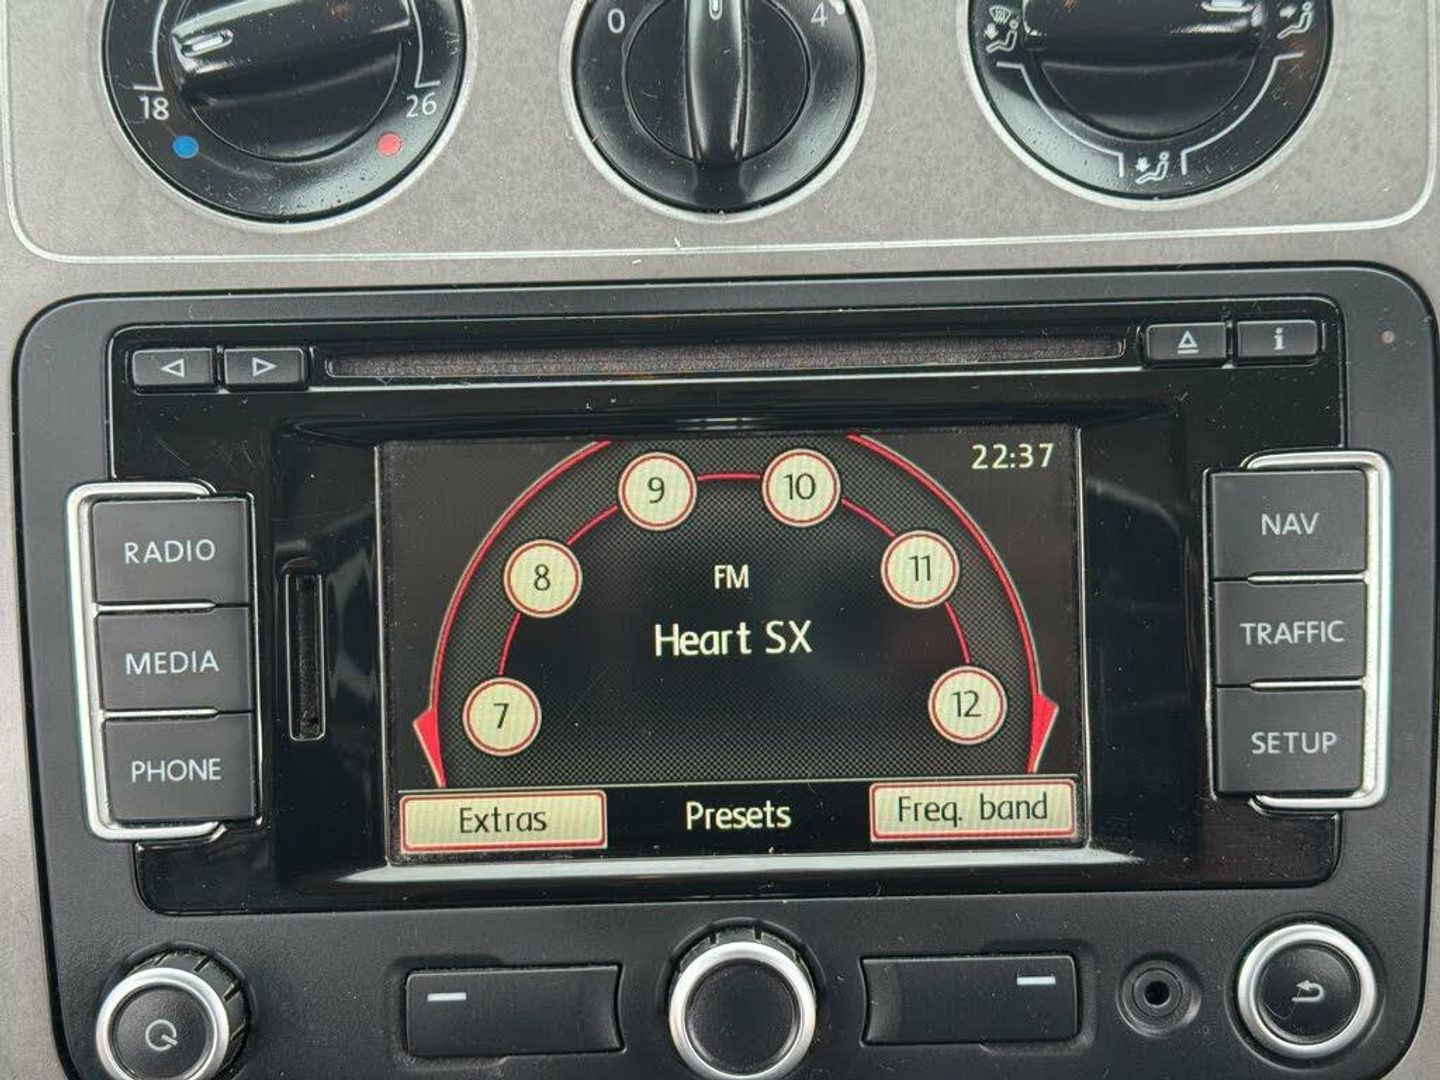 0 4
18 26
i
22:37
9 10
8 11
7 12
FM
Heart SX
Extras Presets Freq. band
RADIO
MEDIA
PHONE
NAV
TRAFFIC
SETUP